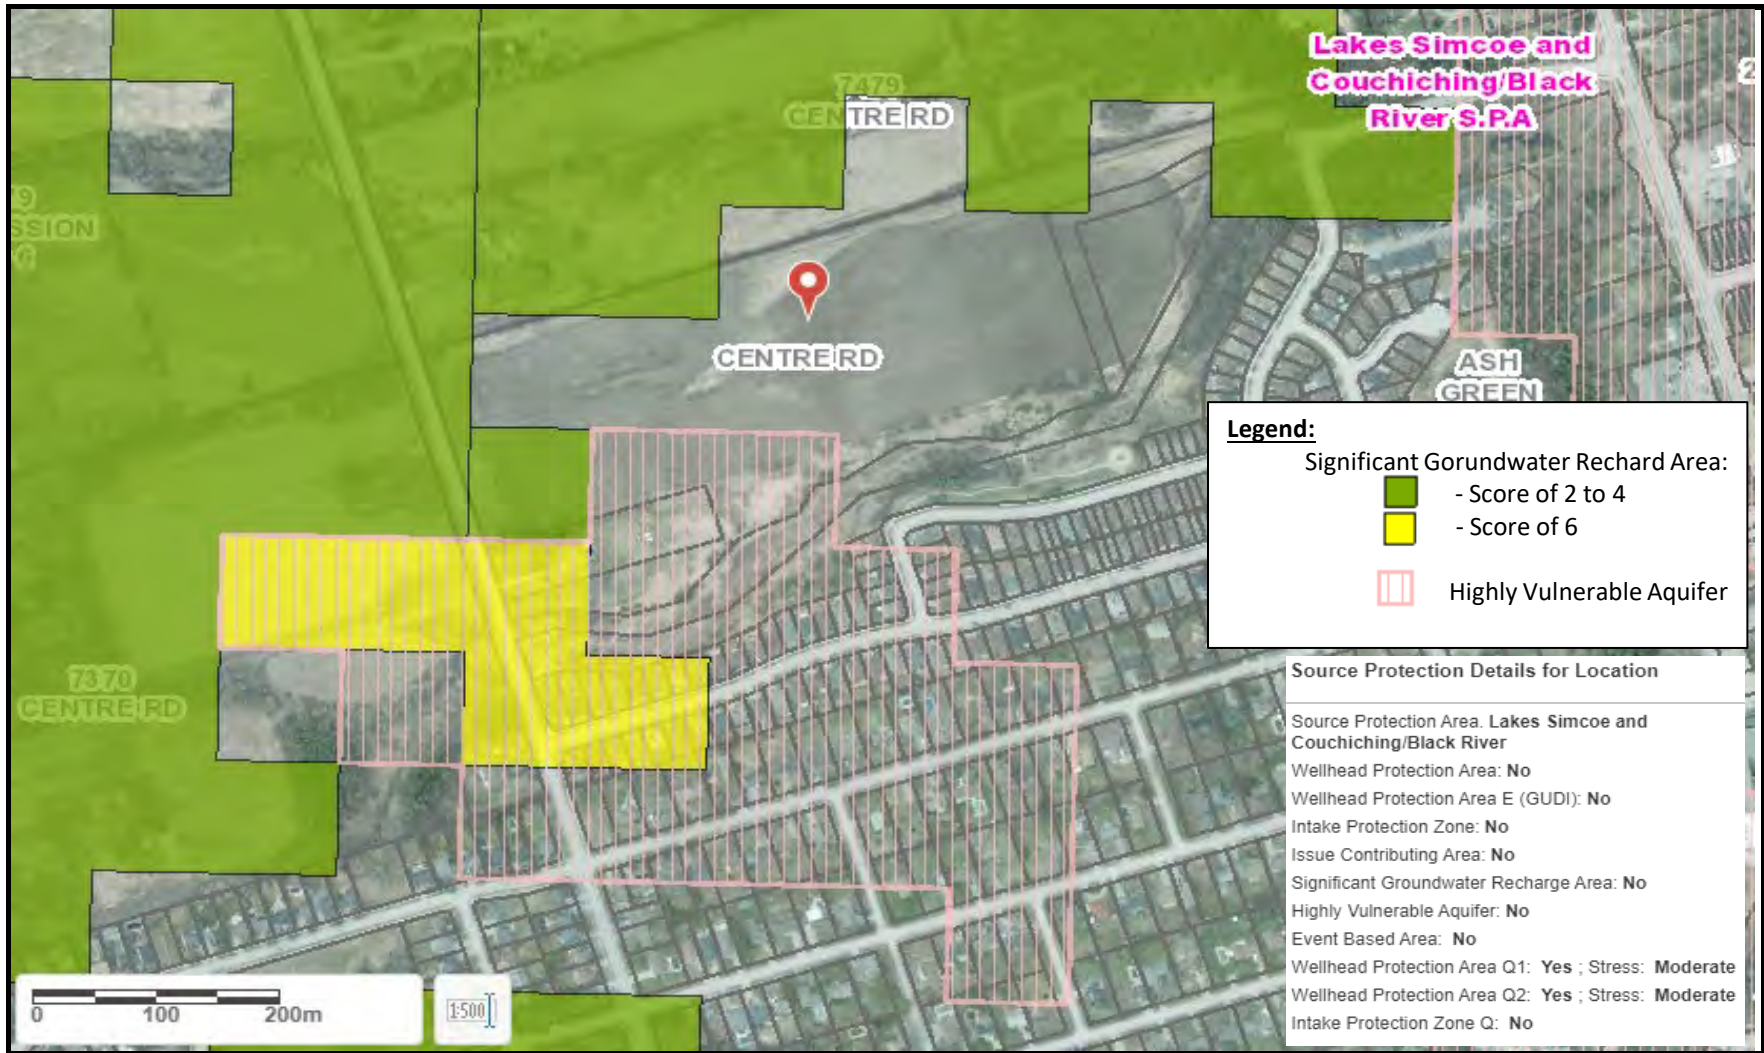 Lakes Simcoe and
Couchiching/Black
River S.P.A
2
7479
CENTRE RD
9
SSION
6
CENTRE RD
ASH
GREEN
Legend:
Significant Gorundwater Rechard Area:
- Score of 2 to 4
- Score of 6
Highly Vulnerable Aquifer
7370
CENTRE RD
Source Protection Details for Location
Source Protection Area. Lakes Simcoe and
Couchiching/Black River
Wellhead Protection Area: No
Wellhead Protection Area E (GUDI): No
Intake Protection Zone: No
Issue Contributing Area: No
Significant Groundwater Recharge Area: No
Highly Vulnerable Aquifer: No
Event Based Area: No
Wellhead Protection Area Q1: Yes ; Stress: Moderate
Wellhead Protection Area Q2: Yes ; Stress: Moderate
Intake Protection Zone Q: No
0 100 200m
1:500